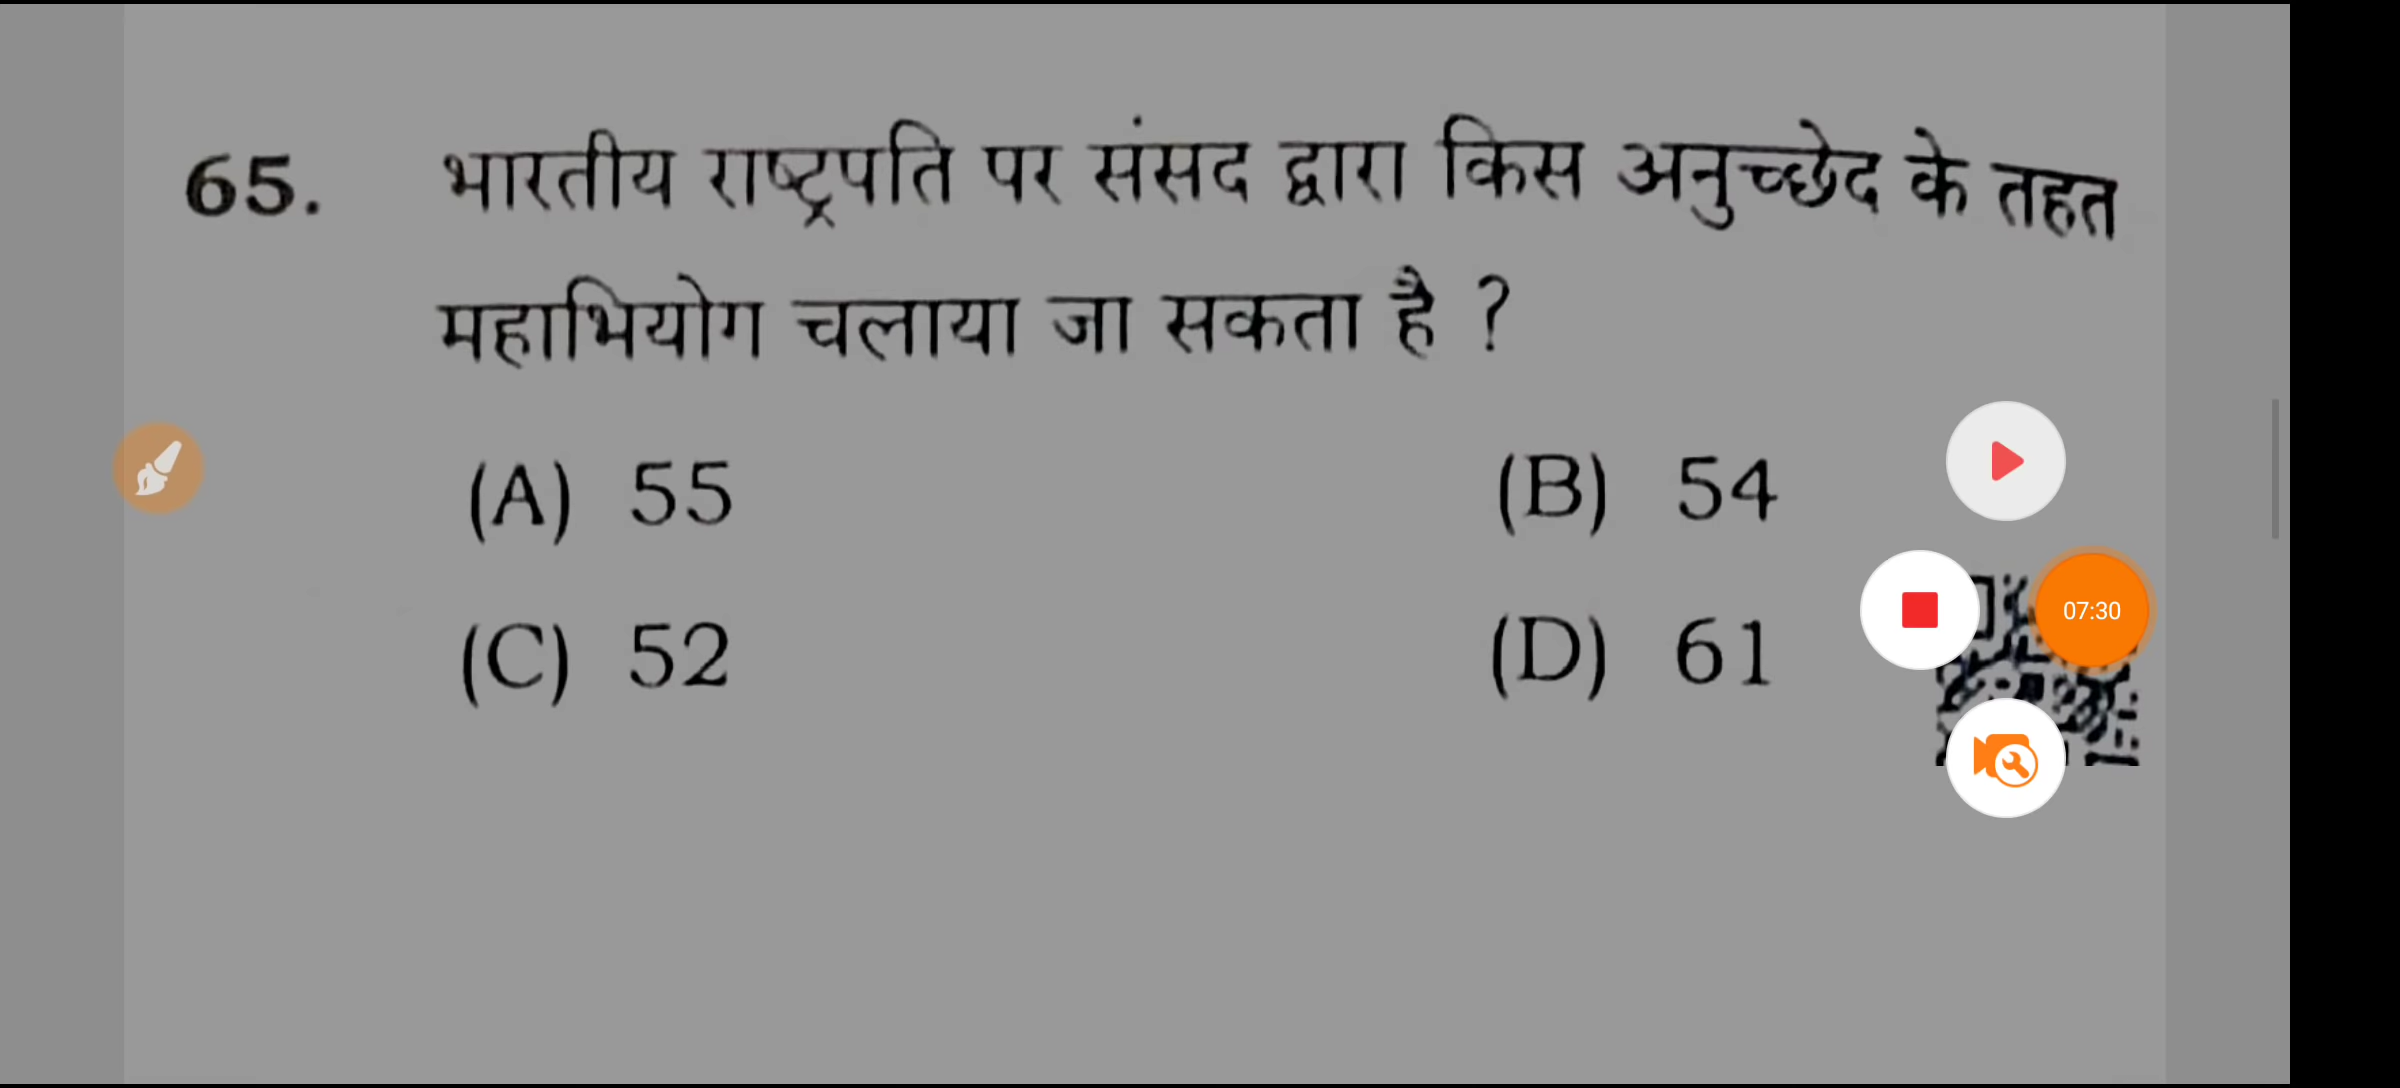 65. भारतीय राष्ट्रपति पर संसद द्वारा किस अनुच्छेद के तहत
महाभियोग चलाया जा सकता है ?
(A) 55 (B) 54
(C) 52 (D) 61
07:30